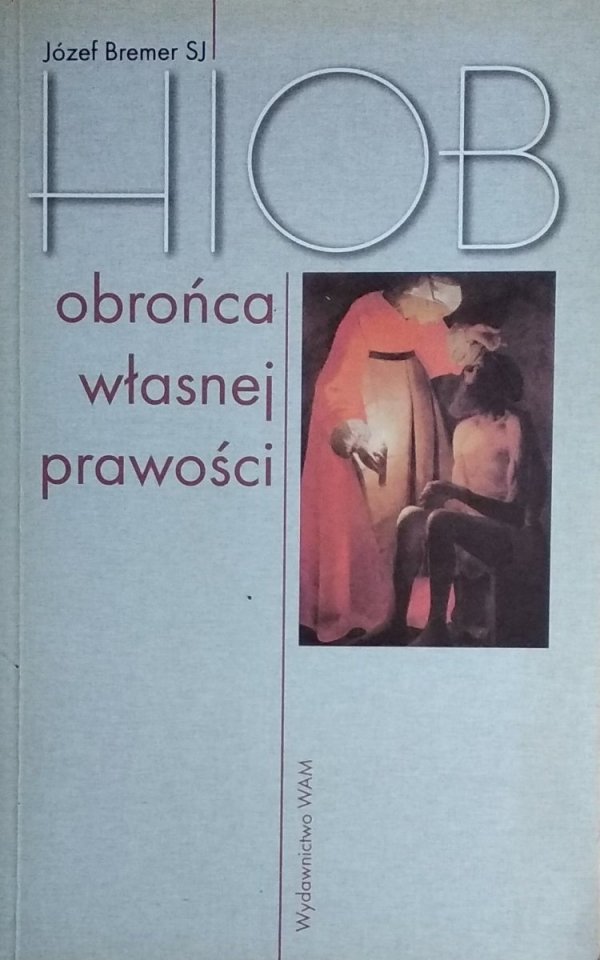 Józef Bremer SJ
HIOB
obrońca
własnej
prawości
Wydawnictwo WAM